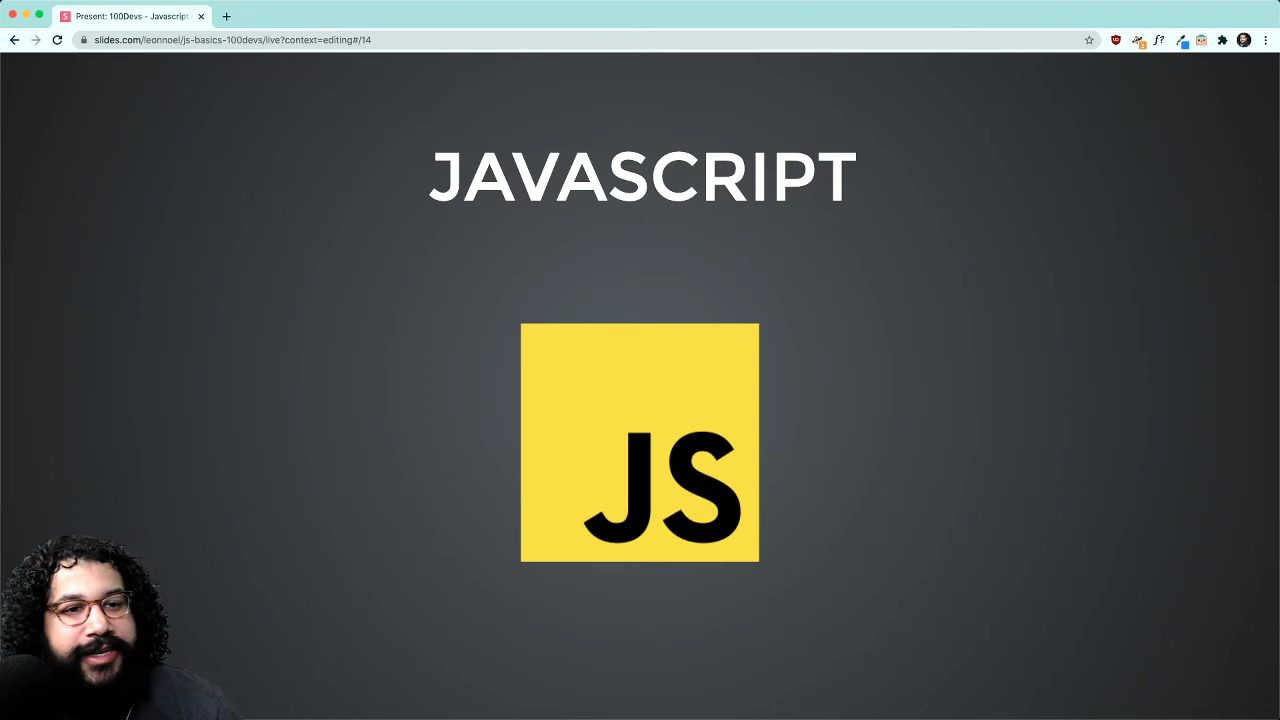 Present: 100Devs - Javascript
slides.com/leonnoel/js-basics-100devs/live?context=editing#/14
JAVASCRIPT
JS